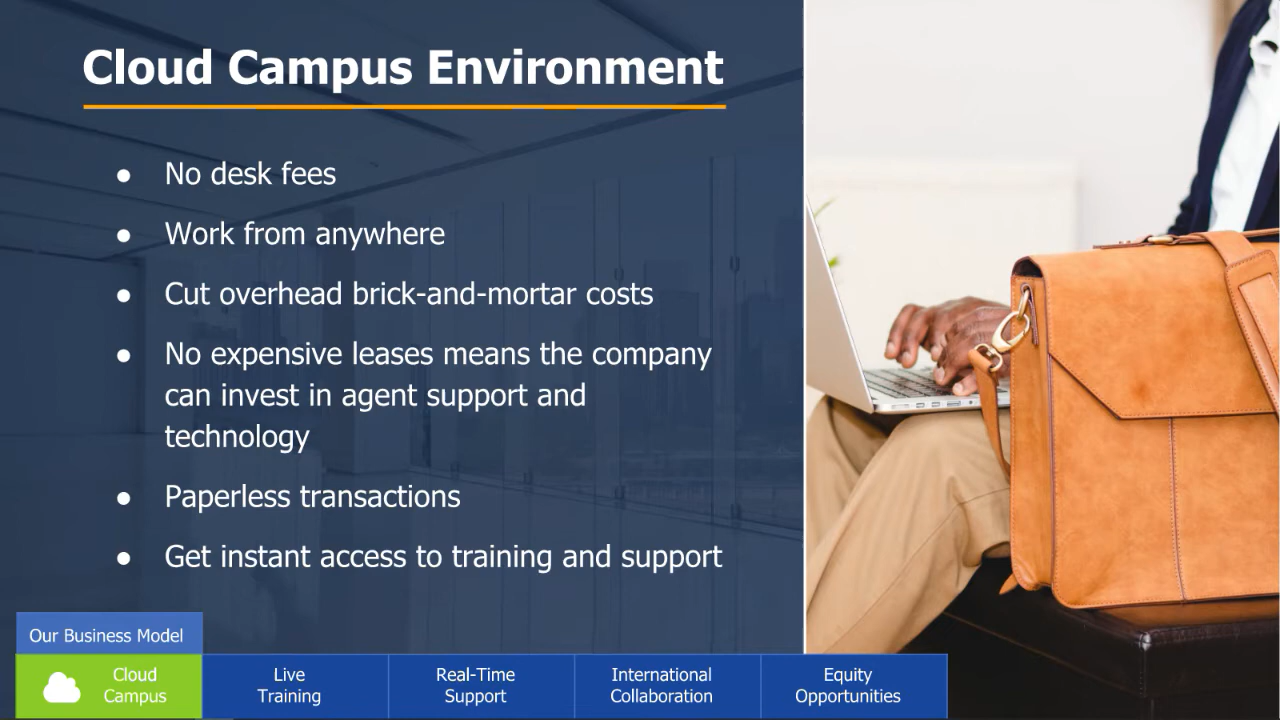 Cloud Campus Environment
● No desk fees
● Work from anywhere
● Cut overhead brick-and-mortar costs
● No expensive leases means the company
can invest in agent support and
technology
● Paperless transactions
● Get instant access to training and support
Our Business Model
Cloud
Campus
Live
Training
Real-Time
Support
International
Collaboration
Equity
Opportunities